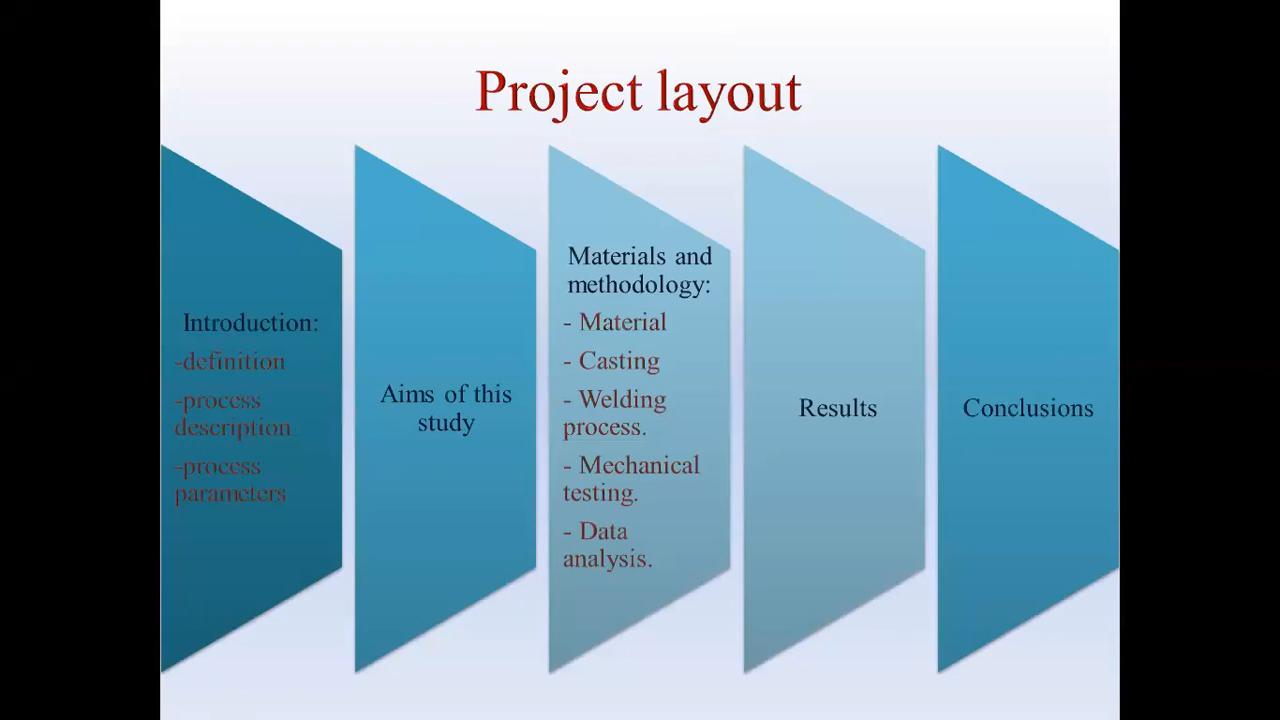 Project layout
Introduction:
-definition
-process
description
-process
parameters
Aims of this
study
Materials and
methodology:
- Material
- Casting
- Welding
process.
- Mechanical
testing.
- Data
analysis.
Results
Conclusions